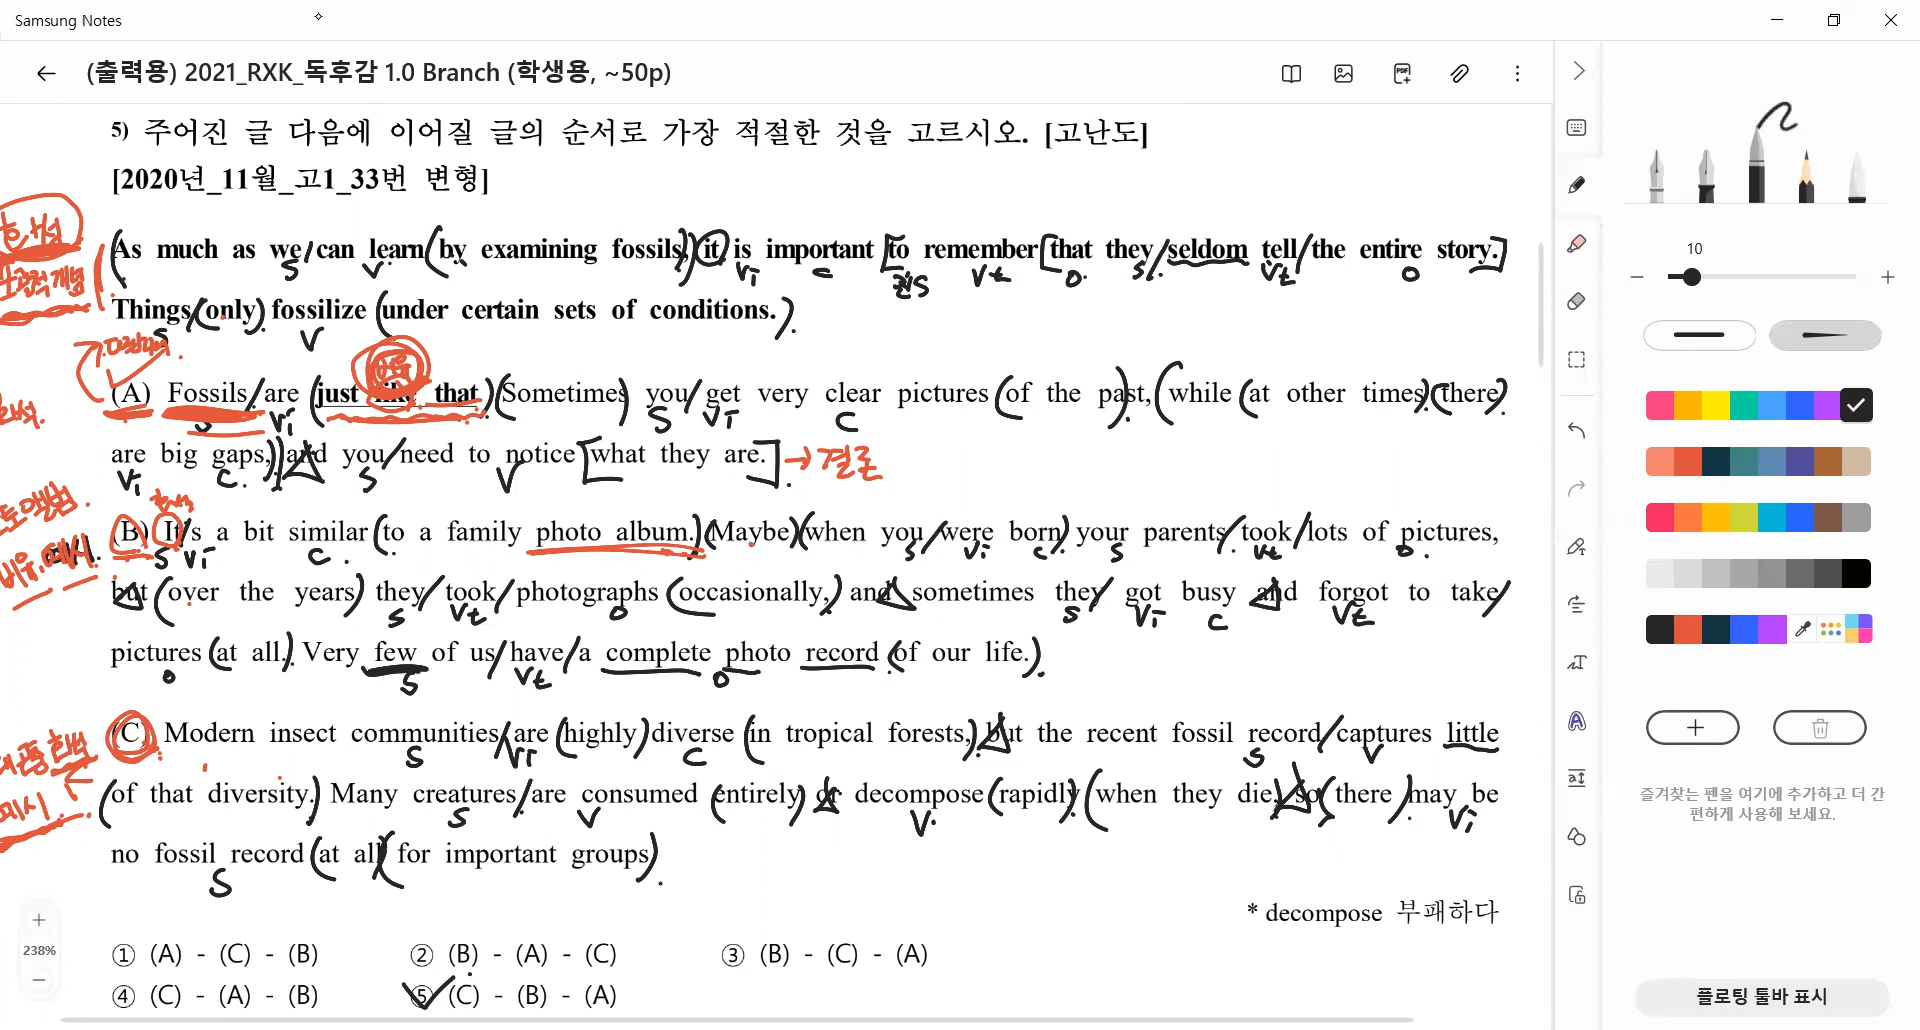 Samsung Notes
(출력용) 2021_RXK_독후감 1.0 Branch (학생용, ~50p)
5) 주어진 글 다음에 이어질 글의 순서로 가장 적절한 것을 고르시오. [고난도]
[2020년_11월_고1_33번 변형]
As much as we can learn by examining fossils, it is important to remember that they seldom tell the entire story.
Things only fossilize under certain sets of conditions.
(A) Fossils are just like that. Sometimes you get very clear pictures of the past, while at other times there
are big gaps, and you need to notice what they are. → 결론
(B) It's a bit similar to a family photo album. Maybe when you were born your parents took lots of pictures,
but over the years they took photographs occasionally, and sometimes they got busy and forgot to take
pictures at all. Very few of us have a complete photo record of our life.
(C) Modern insect communities are highly diverse in tropical forests, but the recent fossil record captures little
of that diversity. Many creatures are consumed entirely or decompose rapidly when they die, so there may be
no fossil record at all for important groups.
* decompose 부패하다
① (A) - (C) - (B)   ② (B) - (A) - (C)   ③ (B) - (C) - (A)
④ (C) - (A) - (B)   ⑤ (C) - (B) - (A)
238%
10
즐겨찾는 펜을 여기에 추가하고 더 간
편하게 사용해 보세요.
플로팅 툴바 표시